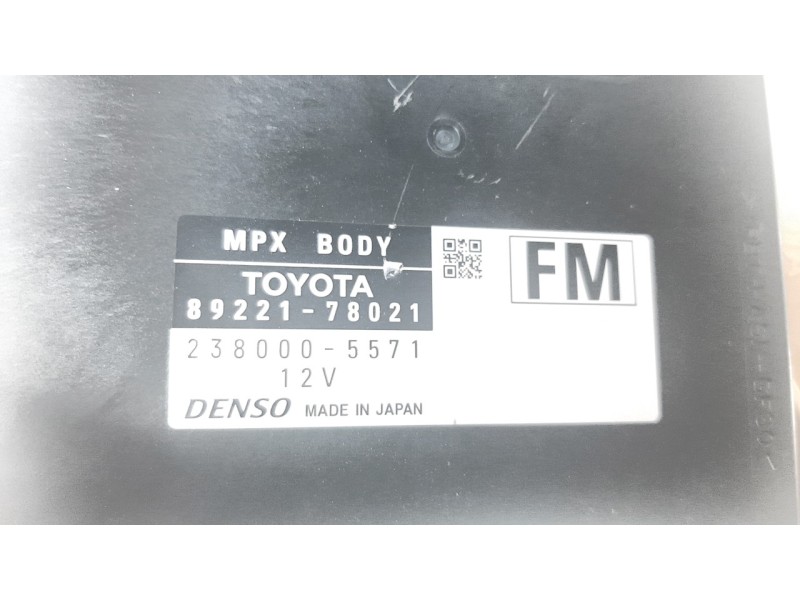 MPX BODY
TOYOTA
89221-78021
238000-5571
12V
DENSO MADE IN JAPAN
FM